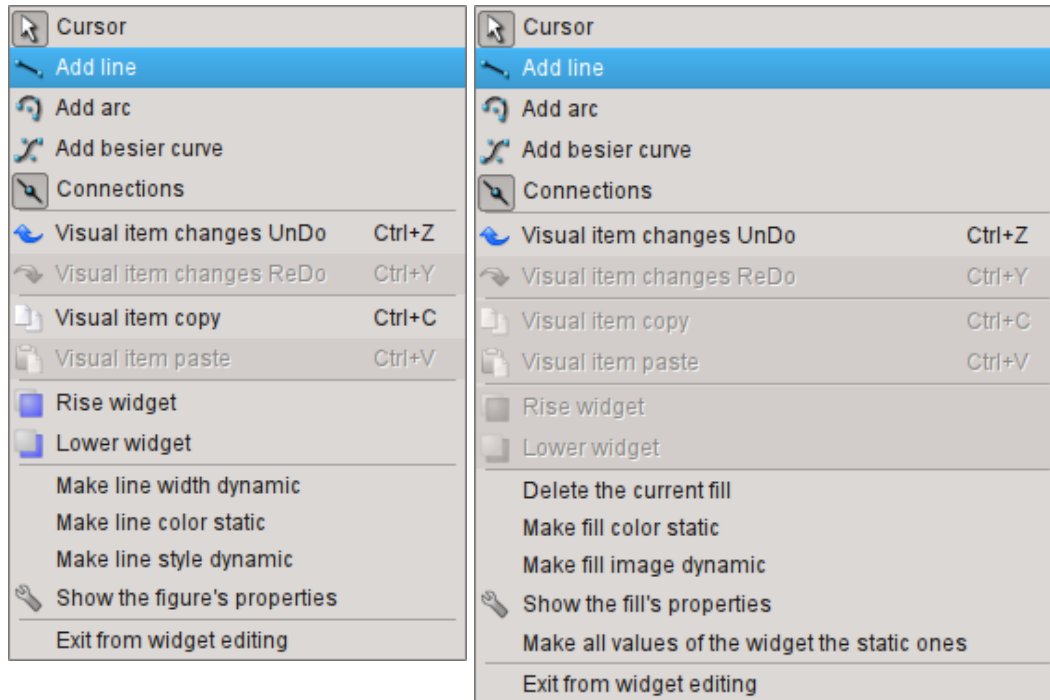 Cursor
Add line
Add arc
Add besier curve
Connections
Visual item changes UnDo Ctrl+Z
Visual item changes ReDo Ctrl+Y
Visual item copy Ctrl+C
Visual item paste Ctrl+V
Rise widget
Lower widget
Make line width dynamic
Make line color static
Make line style dynamic
Show the figure's properties
Exit from widget editing
Cursor
Add line
Add arc
Add besier curve
Connections
Visual item changes UnDo Ctrl+Z
Visual item changes ReDo Ctrl+Y
Visual item copy Ctrl+C
Visual item paste Ctrl+V
Rise widget
Lower widget
Delete the current fill
Make fill color static
Make fill image dynamic
Show the fill's properties
Make all values of the widget the static ones
Exit from widget editing